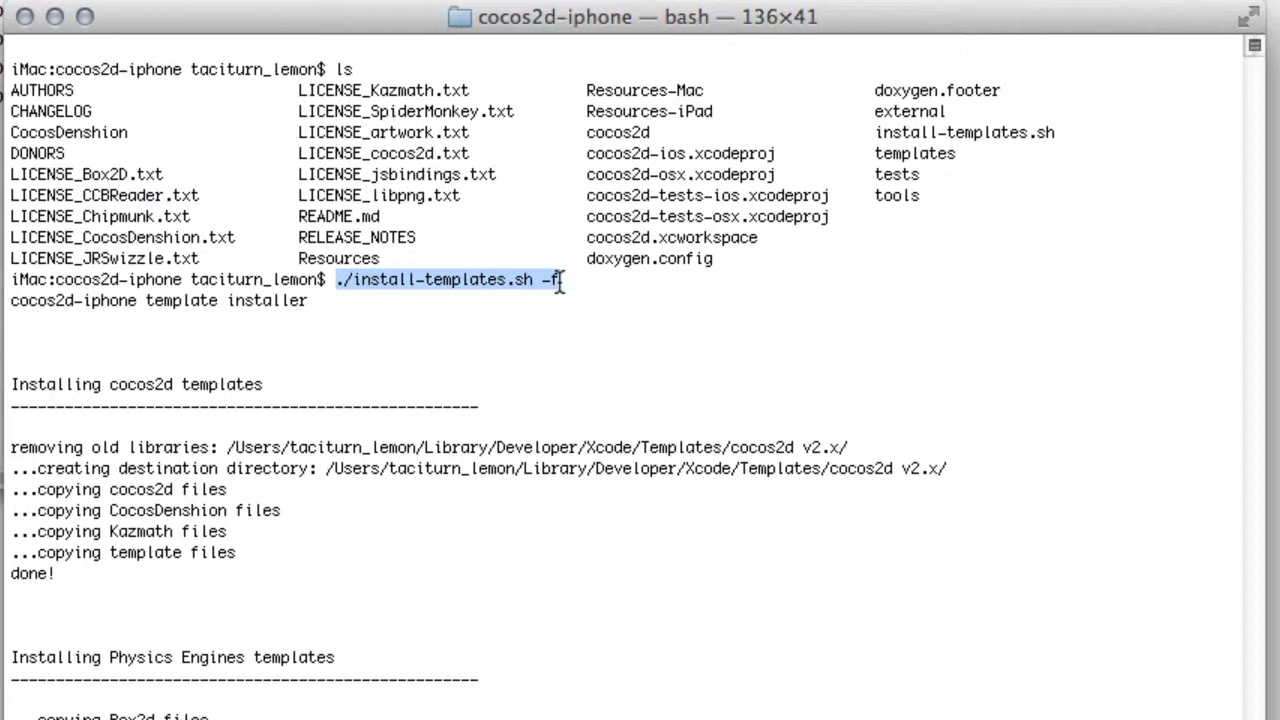 cocos2d-iphone — bash — 136×41
iMac:cocos2d-iphone taciturn_lemon$ ls
AUTHORS LICENSE_Kazmath.txt Resources-Mac doxygen.footer
CHANGELOG LICENSE_SpiderMonkey.txt Resources-iPad external
CocosDenshion LICENSE_artwork.txt cocos2d install-templates.sh
DONORS LICENSE_cocos2d.txt cocos2d-ios.xcodeproj templates
LICENSE_Box2D.txt LICENSE_jsbindings.txt cocos2d-osx.xcodeproj tests
LICENSE_CCBReader.txt LICENSE_libpng.txt cocos2d-tests-ios.xcodeproj tools
LICENSE_Chipmunk.txt README.md cocos2d-tests-osx.xcodeproj
LICENSE_CocosDenshion.txt RELEASE_NOTES cocos2d.xcworkspace
LICENSE_JRSwizzle.txt Resources doxygen.config
iMac:cocos2d-iphone taciturn_lemon$ ./install-templates.sh -f
cocos2d-iphone template installer
Installing cocos2d templates
----------------------------------------------------
removing old libraries: /Users/taciturn_lemon/Library/Developer/Xcode/Templates/cocos2d v2.x/
...creating destination directory: /Users/taciturn_lemon/Library/Developer/Xcode/Templates/cocos2d v2.x/
...copying cocos2d files
...copying CocosDenshion files
...copying Kazmath files
...copying template files
done!
Installing Physics Engines templates
----------------------------------------------------
...copying Box2d files